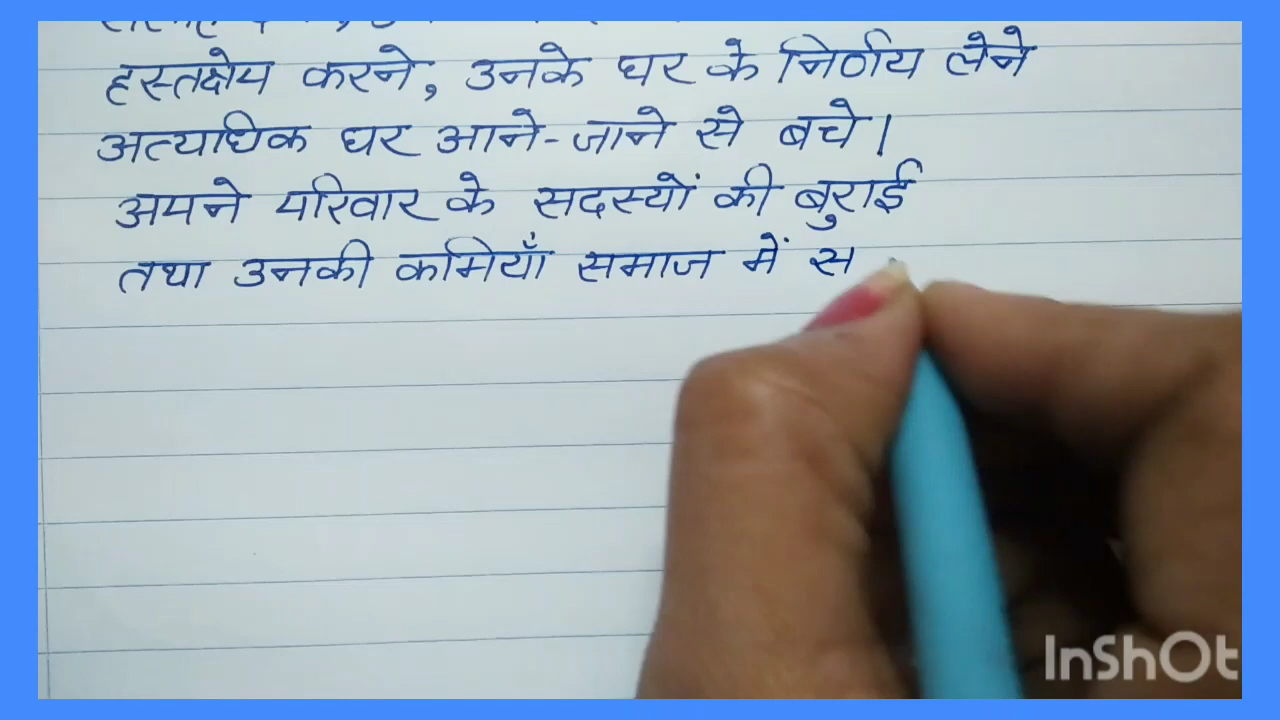 हस्तक्षेप करने, उनके घर के निर्णय लेने
अत्यधिक घर आने-जाने से बचे।
अपने परिवार के सदस्यों की बुराई
तथा उनकी कमियाँ समाज में स
InShOt